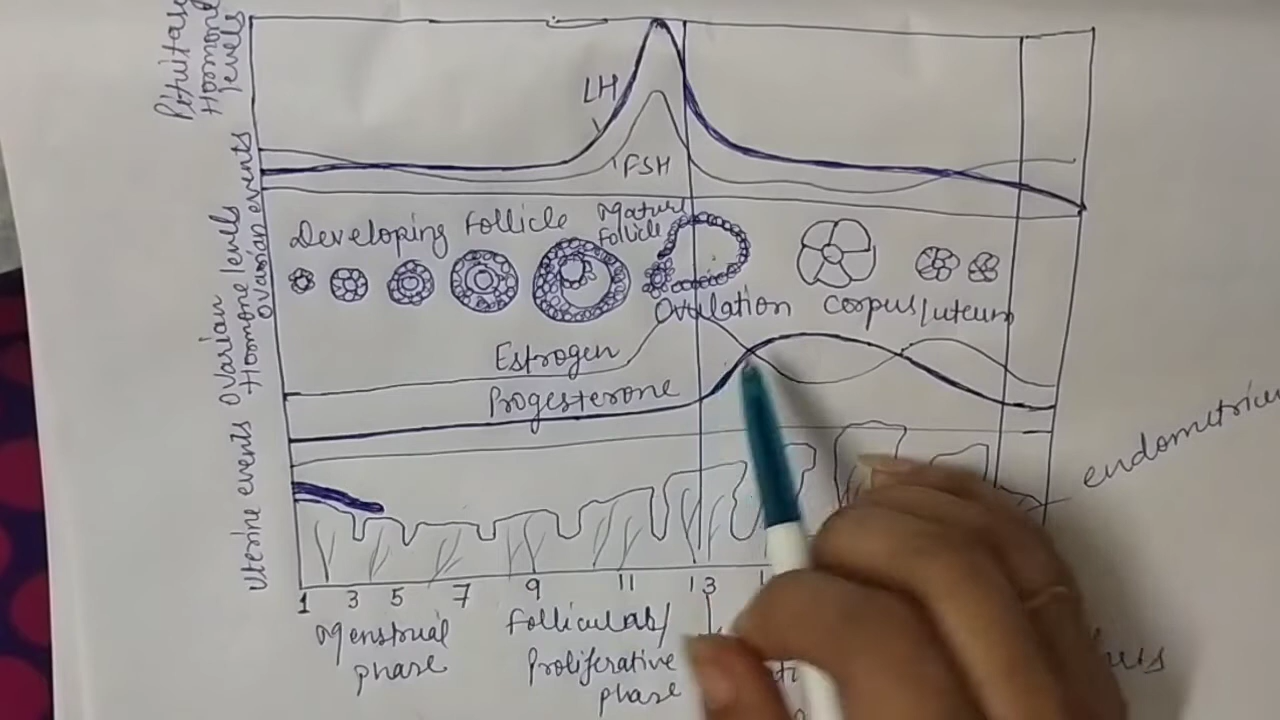 Pituitary
Hormone
levels
LH
FSH
Ovarian events
Developing follicle
Mature
follicle
Ovulation
Corpus luteum
Ovarian
Hormone levels
Estrogen
Progesterone
Uterine events
endometrium
1 3 5 7 9 11 13
Menstrual
phase
Follicular/
Proliferative
phase